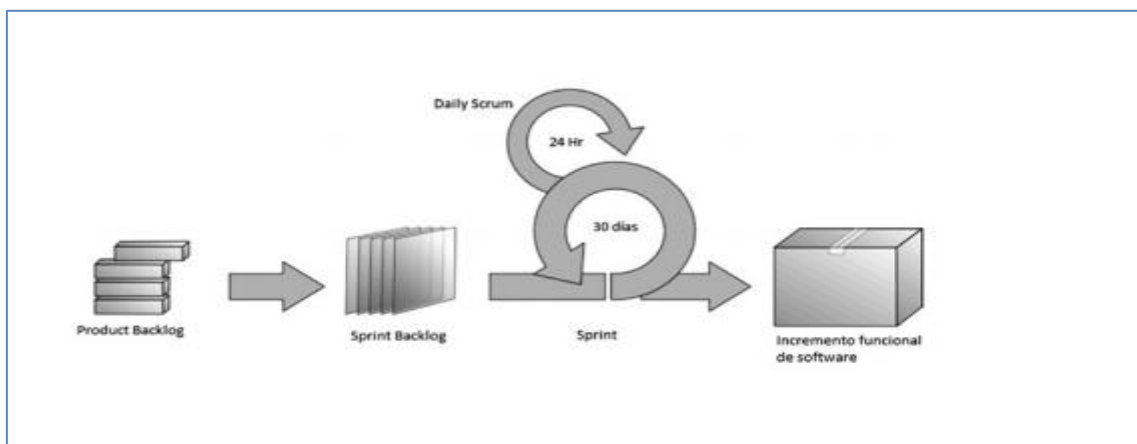 Daily Scrum
24 Hr
30 días
Product Backlog
Sprint Backlog
Sprint
Incremento funcional
de software